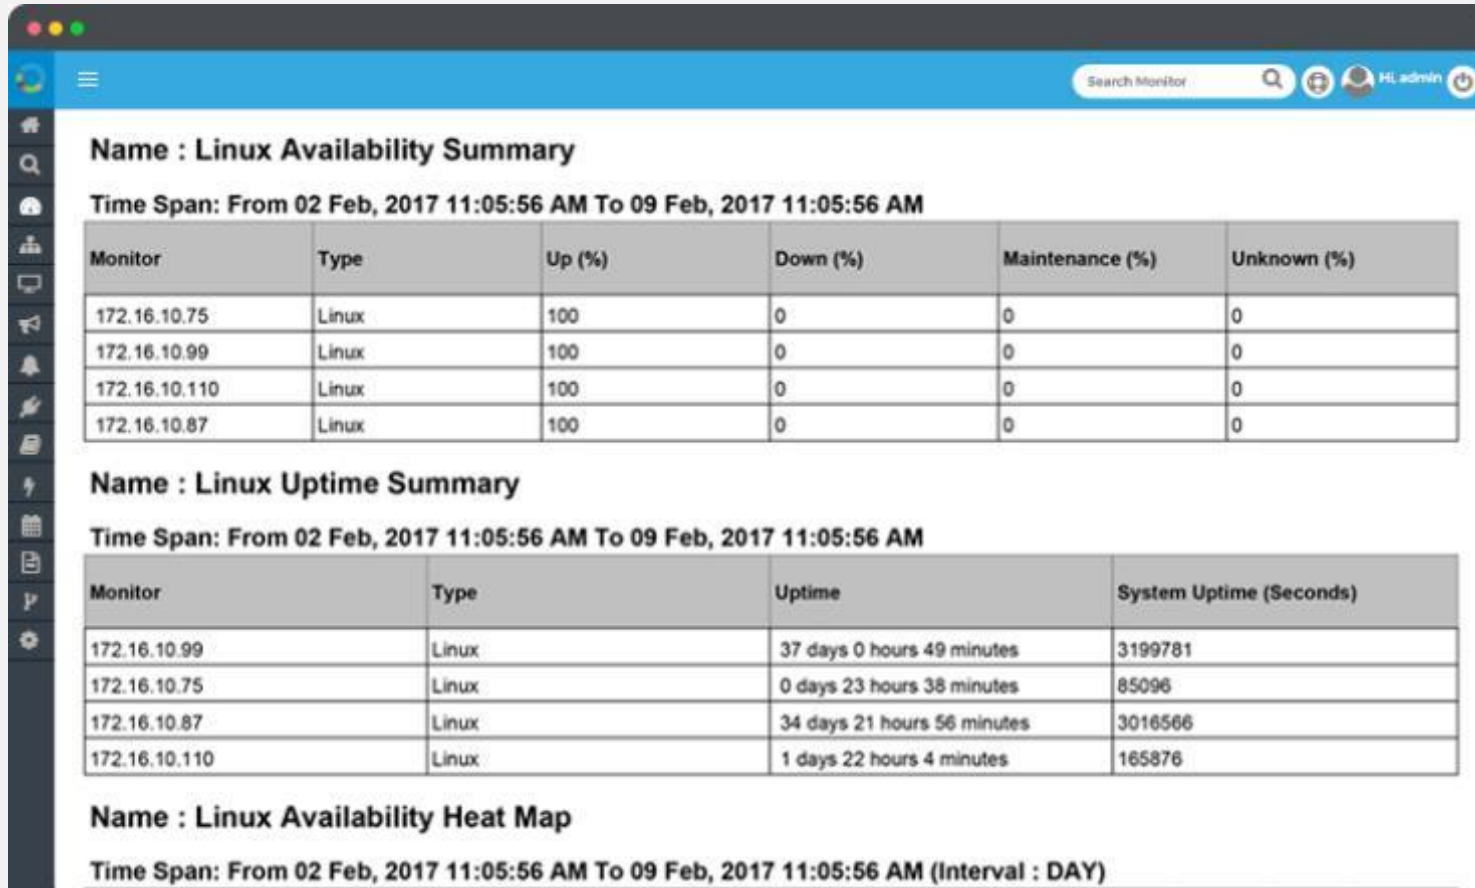 Search Monitor Hi, admin
Name : Linux Availability Summary
Time Span: From 02 Feb, 2017 11:05:56 AM To 09 Feb, 2017 11:05:56 AM
Monitor Type Up (%) Down (%) Maintenance (%) Unknown (%)
172.16.10.75 Linux 100 0 0 0
172.16.10.99 Linux 100 0 0 0
172.16.10.110 Linux 100 0 0 0
172.16.10.87 Linux 100 0 0 0
Name : Linux Uptime Summary
Time Span: From 02 Feb, 2017 11:05:56 AM To 09 Feb, 2017 11:05:56 AM
Monitor Type Uptime System Uptime (Seconds)
172.16.10.99 Linux 37 days 0 hours 49 minutes 3199781
172.16.10.75 Linux 0 days 23 hours 38 minutes 85096
172.16.10.87 Linux 34 days 21 hours 56 minutes 3016566
172.16.10.110 Linux 1 days 22 hours 4 minutes 165876
Name : Linux Availability Heat Map
Time Span: From 02 Feb, 2017 11:05:56 AM To 09 Feb, 2017 11:05:56 AM (Interval : DAY)